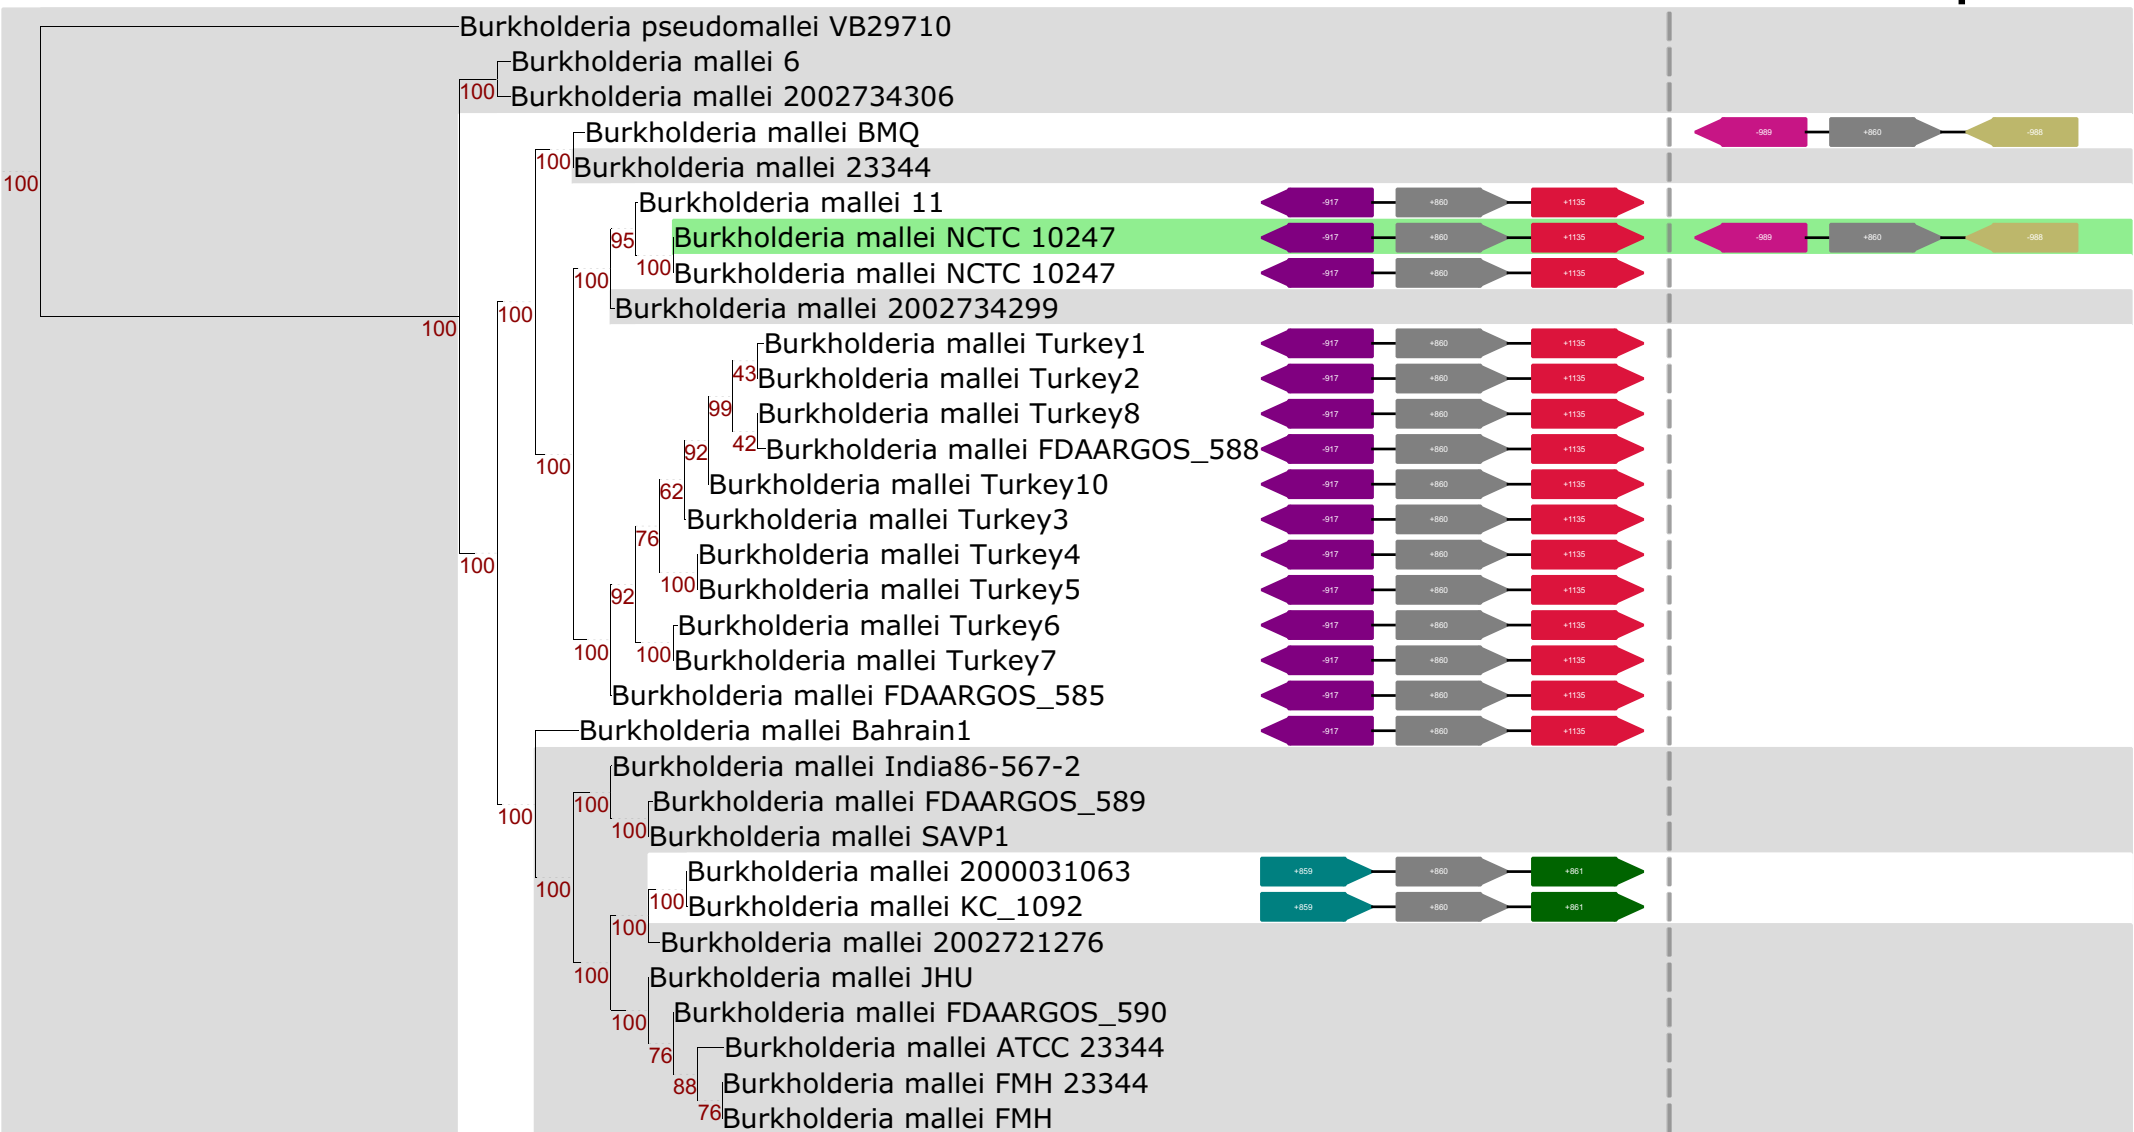 Burkholderia pseudomallei VB29710
Burkholderia mallei 6
100
Burkholderia mallei 2002734306
Burkholderia mallei BMQ -989 +860 -988
100
Burkholderia mallei 23344
100
Burkholderia mallei 11 -917 +860 +1135
95
Burkholderia mallei NCTC 10247 -917 +860 +1135 -989 +860 -988
100
Burkholderia mallei NCTC 10247 -917 +860 +1135
100
Burkholderia mallei 2002734299
100
100
Burkholderia mallei Turkey1 -917 +860 +1135
43
Burkholderia mallei Turkey2 -917 +860 +1135
99
Burkholderia mallei Turkey8 -917 +860 +1135
42
Burkholderia mallei FDAARGOS_588 -917 +860 +1135
92
100
Burkholderia mallei Turkey10 -917 +860 +1135
62
Burkholderia mallei Turkey3 -917 +860 +1135
76
Burkholderia mallei Turkey4 -917 +860 +1135
100
100
Burkholderia mallei Turkey5 -917 +860 +1135
92
Burkholderia mallei Turkey6 -917 +860 +1135
100
100
Burkholderia mallei Turkey7 -917 +860 +1135
Burkholderia mallei FDAARGOS_585 -917 +860 +1135
Burkholderia mallei Bahrain1 -917 +860 +1135
Burkholderia mallei India86-567-2
100
Burkholderia mallei FDAARGOS_589
100
100
Burkholderia mallei SAVP1
Burkholderia mallei 2000031063 +859 +860 +861
100
100
Burkholderia mallei KC_1092 +859 +860 +861
100
Burkholderia mallei 2002721276
100
Burkholderia mallei JHU
Burkholderia mallei FDAARGOS_590
100
Burkholderia mallei ATCC 23344
76
Burkholderia mallei FMH 23344
88
76
Burkholderia mallei FMH